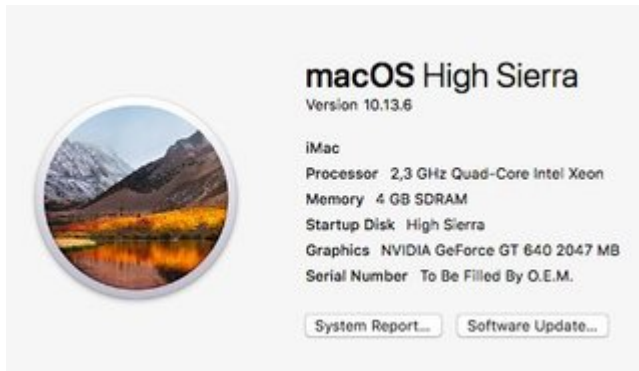 macOS High Sierra
Version 10.13.6
iMac
Processor 2,3 GHz Quad-Core Intel Xeon
Memory 4 GB SDRAM
Startup Disk High Sierra
Graphics NVIDIA GeForce GT 640 2047 MB
Serial Number To Be Filled By O.E.M.
System Report... Software Update...